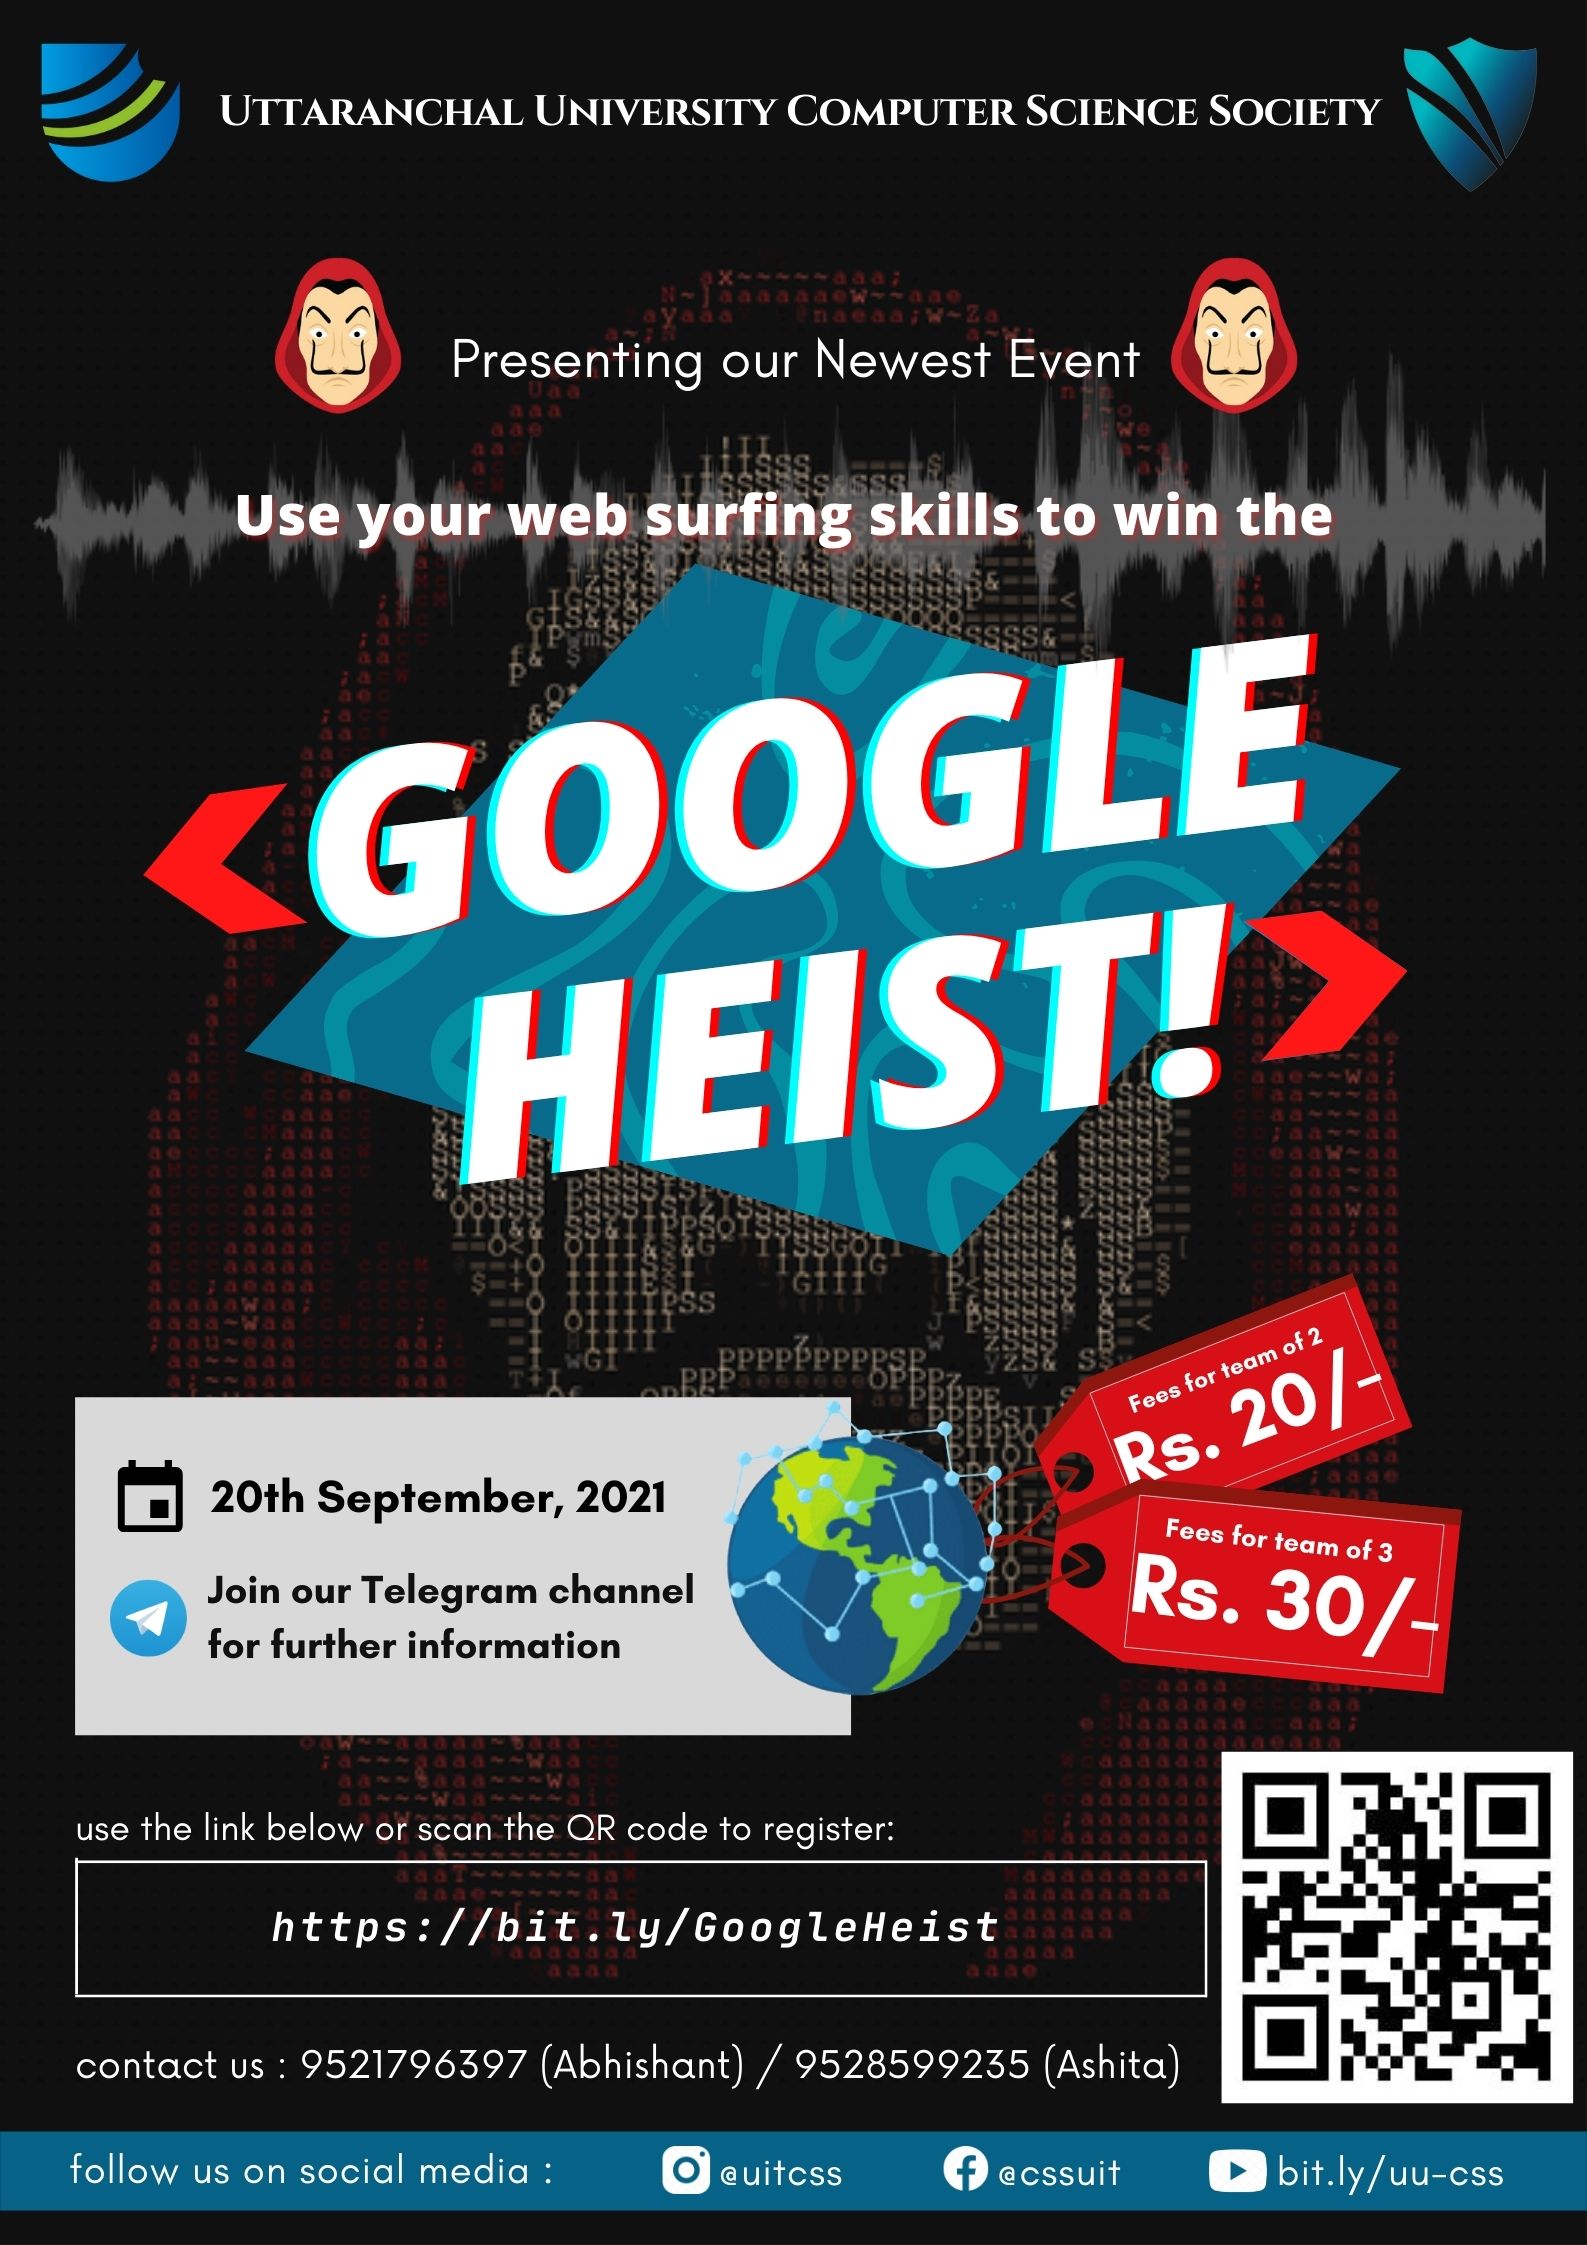 Uttaranchal University Computer Science Society
Presenting our Newest Event
Use your web surfing skills to win the
GOOGLE
HEIST!
Fees for team of 2
Rs. 20/-
Fees for team of 3
Rs. 30/-
20th September, 2021
Join our Telegram channel
for further information
use the link below or scan the QR code to register:
https://bit.ly/GoogleHeist
contact us : 9521796397 (Abhishant) / 9528599235 (Ashita)
follow us on social media : @uitcss @cssuit bit.ly/uu-css